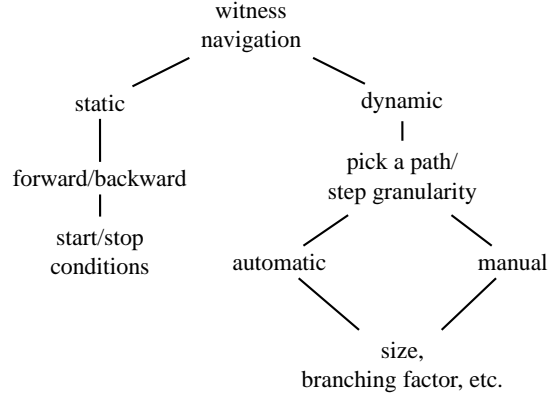 witness
navigation
static
dynamic
forward/backward
pick a path/
step granularity
start/stop
conditions
automatic
manual
size,
branching factor, etc.